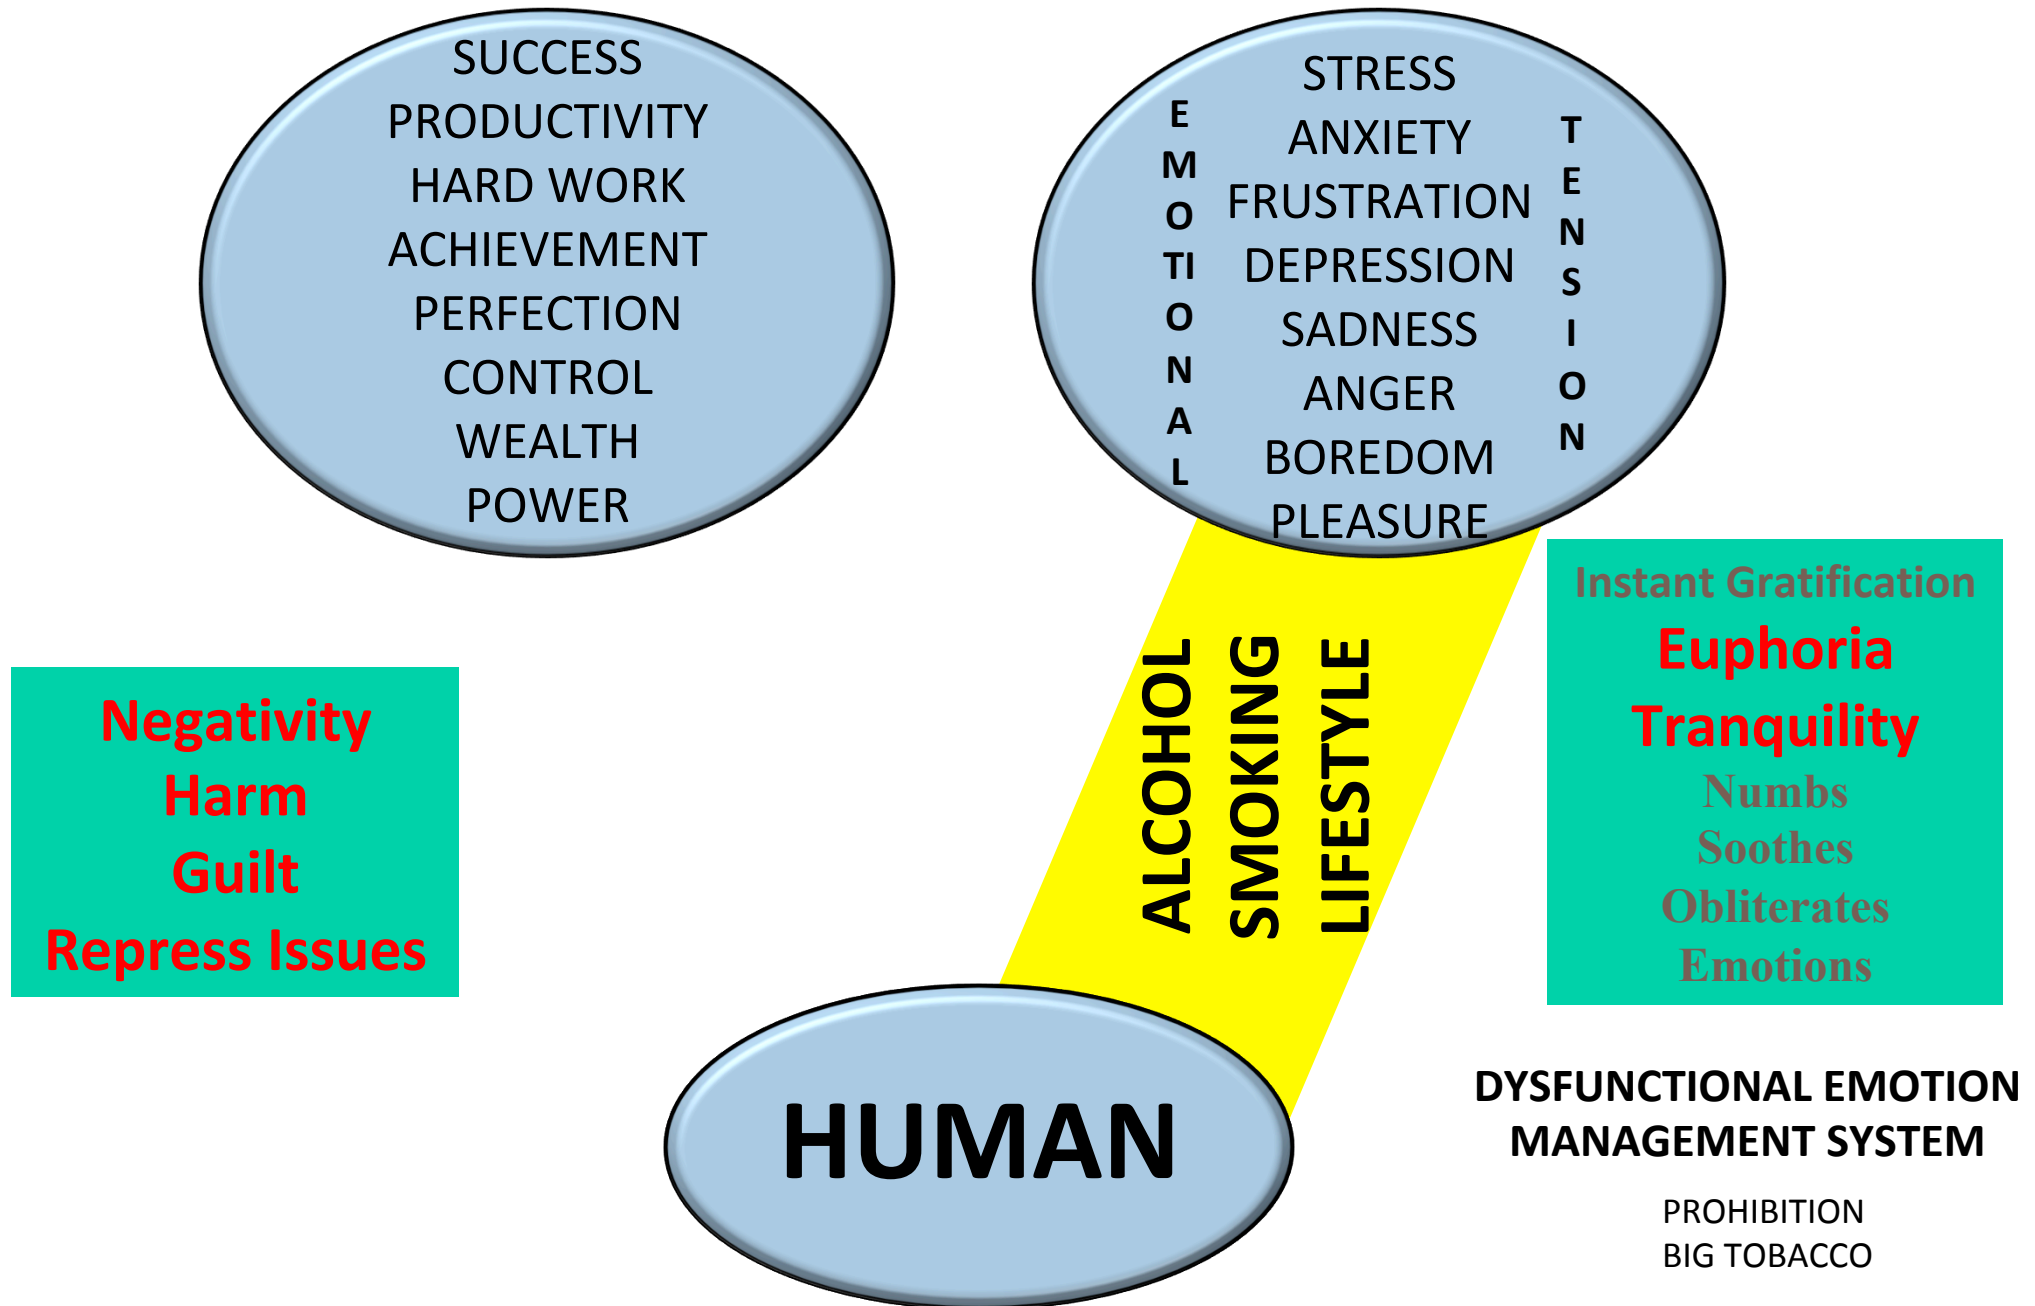 SUCCESS
PRODUCTIVITY
HARD WORK
ACHIEVEMENT
PERFECTION
CONTROL
WEALTH
POWER
EMOTIONAL
STRESS
ANXIETY
FRUSTRATION
DEPRESSION
SADNESS
ANGER
BOREDOM
PLEASURE
TENSION
Negativity
Harm
Guilt
Repress Issues
ALCOHOL
SMOKING
LIFESTYLE
Instant Gratification
Euphoria
Tranquility
Numbs
Soothes
Obliterates
Emotions
HUMAN
DYSFUNCTIONAL EMOTION
MANAGEMENT SYSTEM
PROHIBITION
BIG TOBACCO